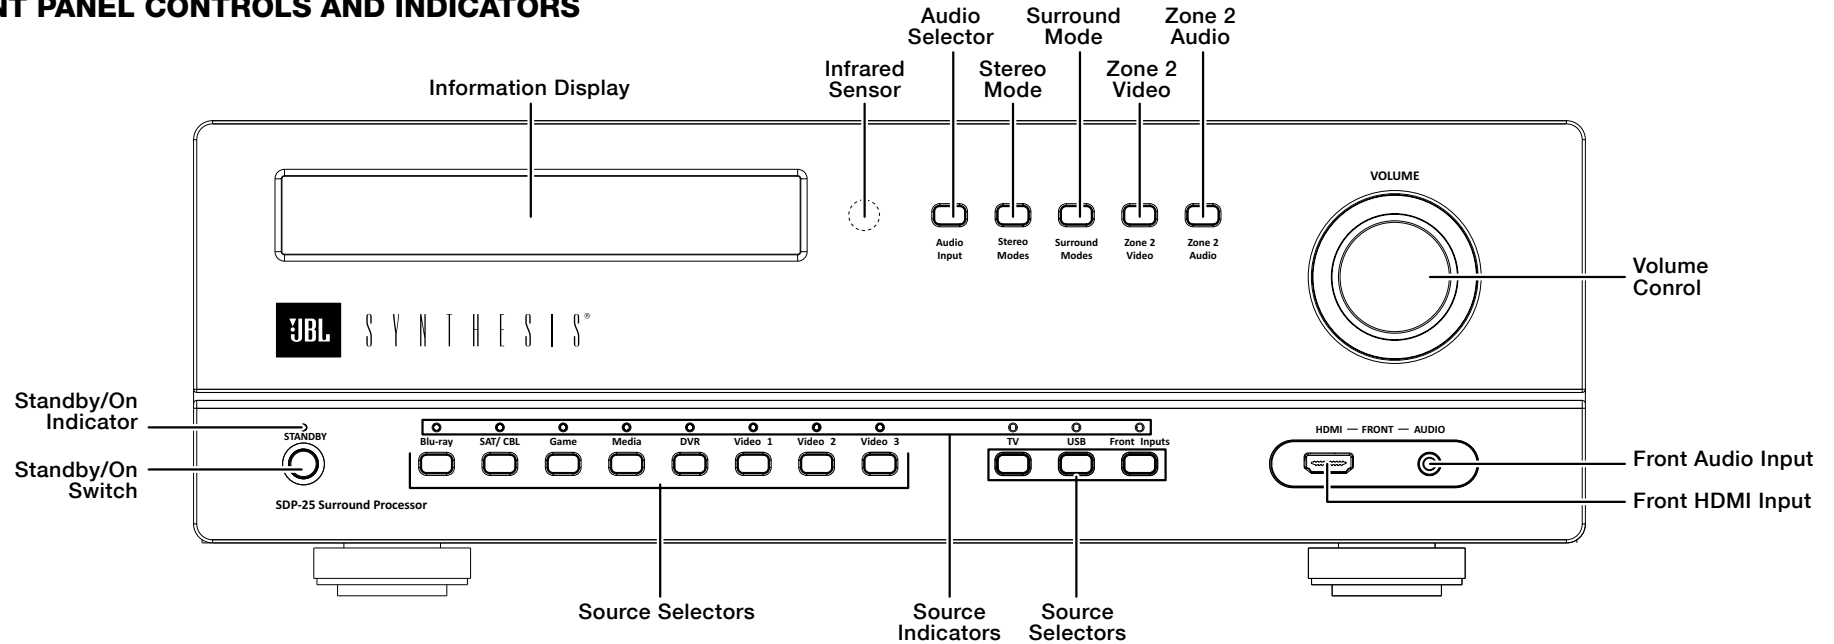 NT PANEL CONTROLS AND INDICATORS
Audio
Selector
Surround
Mode
Zone 2
Audio
Information Display
Infrared
Sensor
Stereo
Mode
Zone 2
Video
VOLUME
Audio
Input
Stereo
Modes
Surround
Modes
Zone 2
Video
Zone 2
Audio
Volume
Conrol
JBL SYNTHESIS®
Standby/On
Indicator
STANDBY
Blu-ray SAT/ CBL Game Media DVR Video 1 Video 2 Video 3 TV USB Front Inputs
HDMI — FRONT — AUDIO
Standby/On
Switch
Front Audio Input
Front HDMI Input
SDP-25 Surround Processor
Source Selectors
Source
Indicators
Source
Selectors